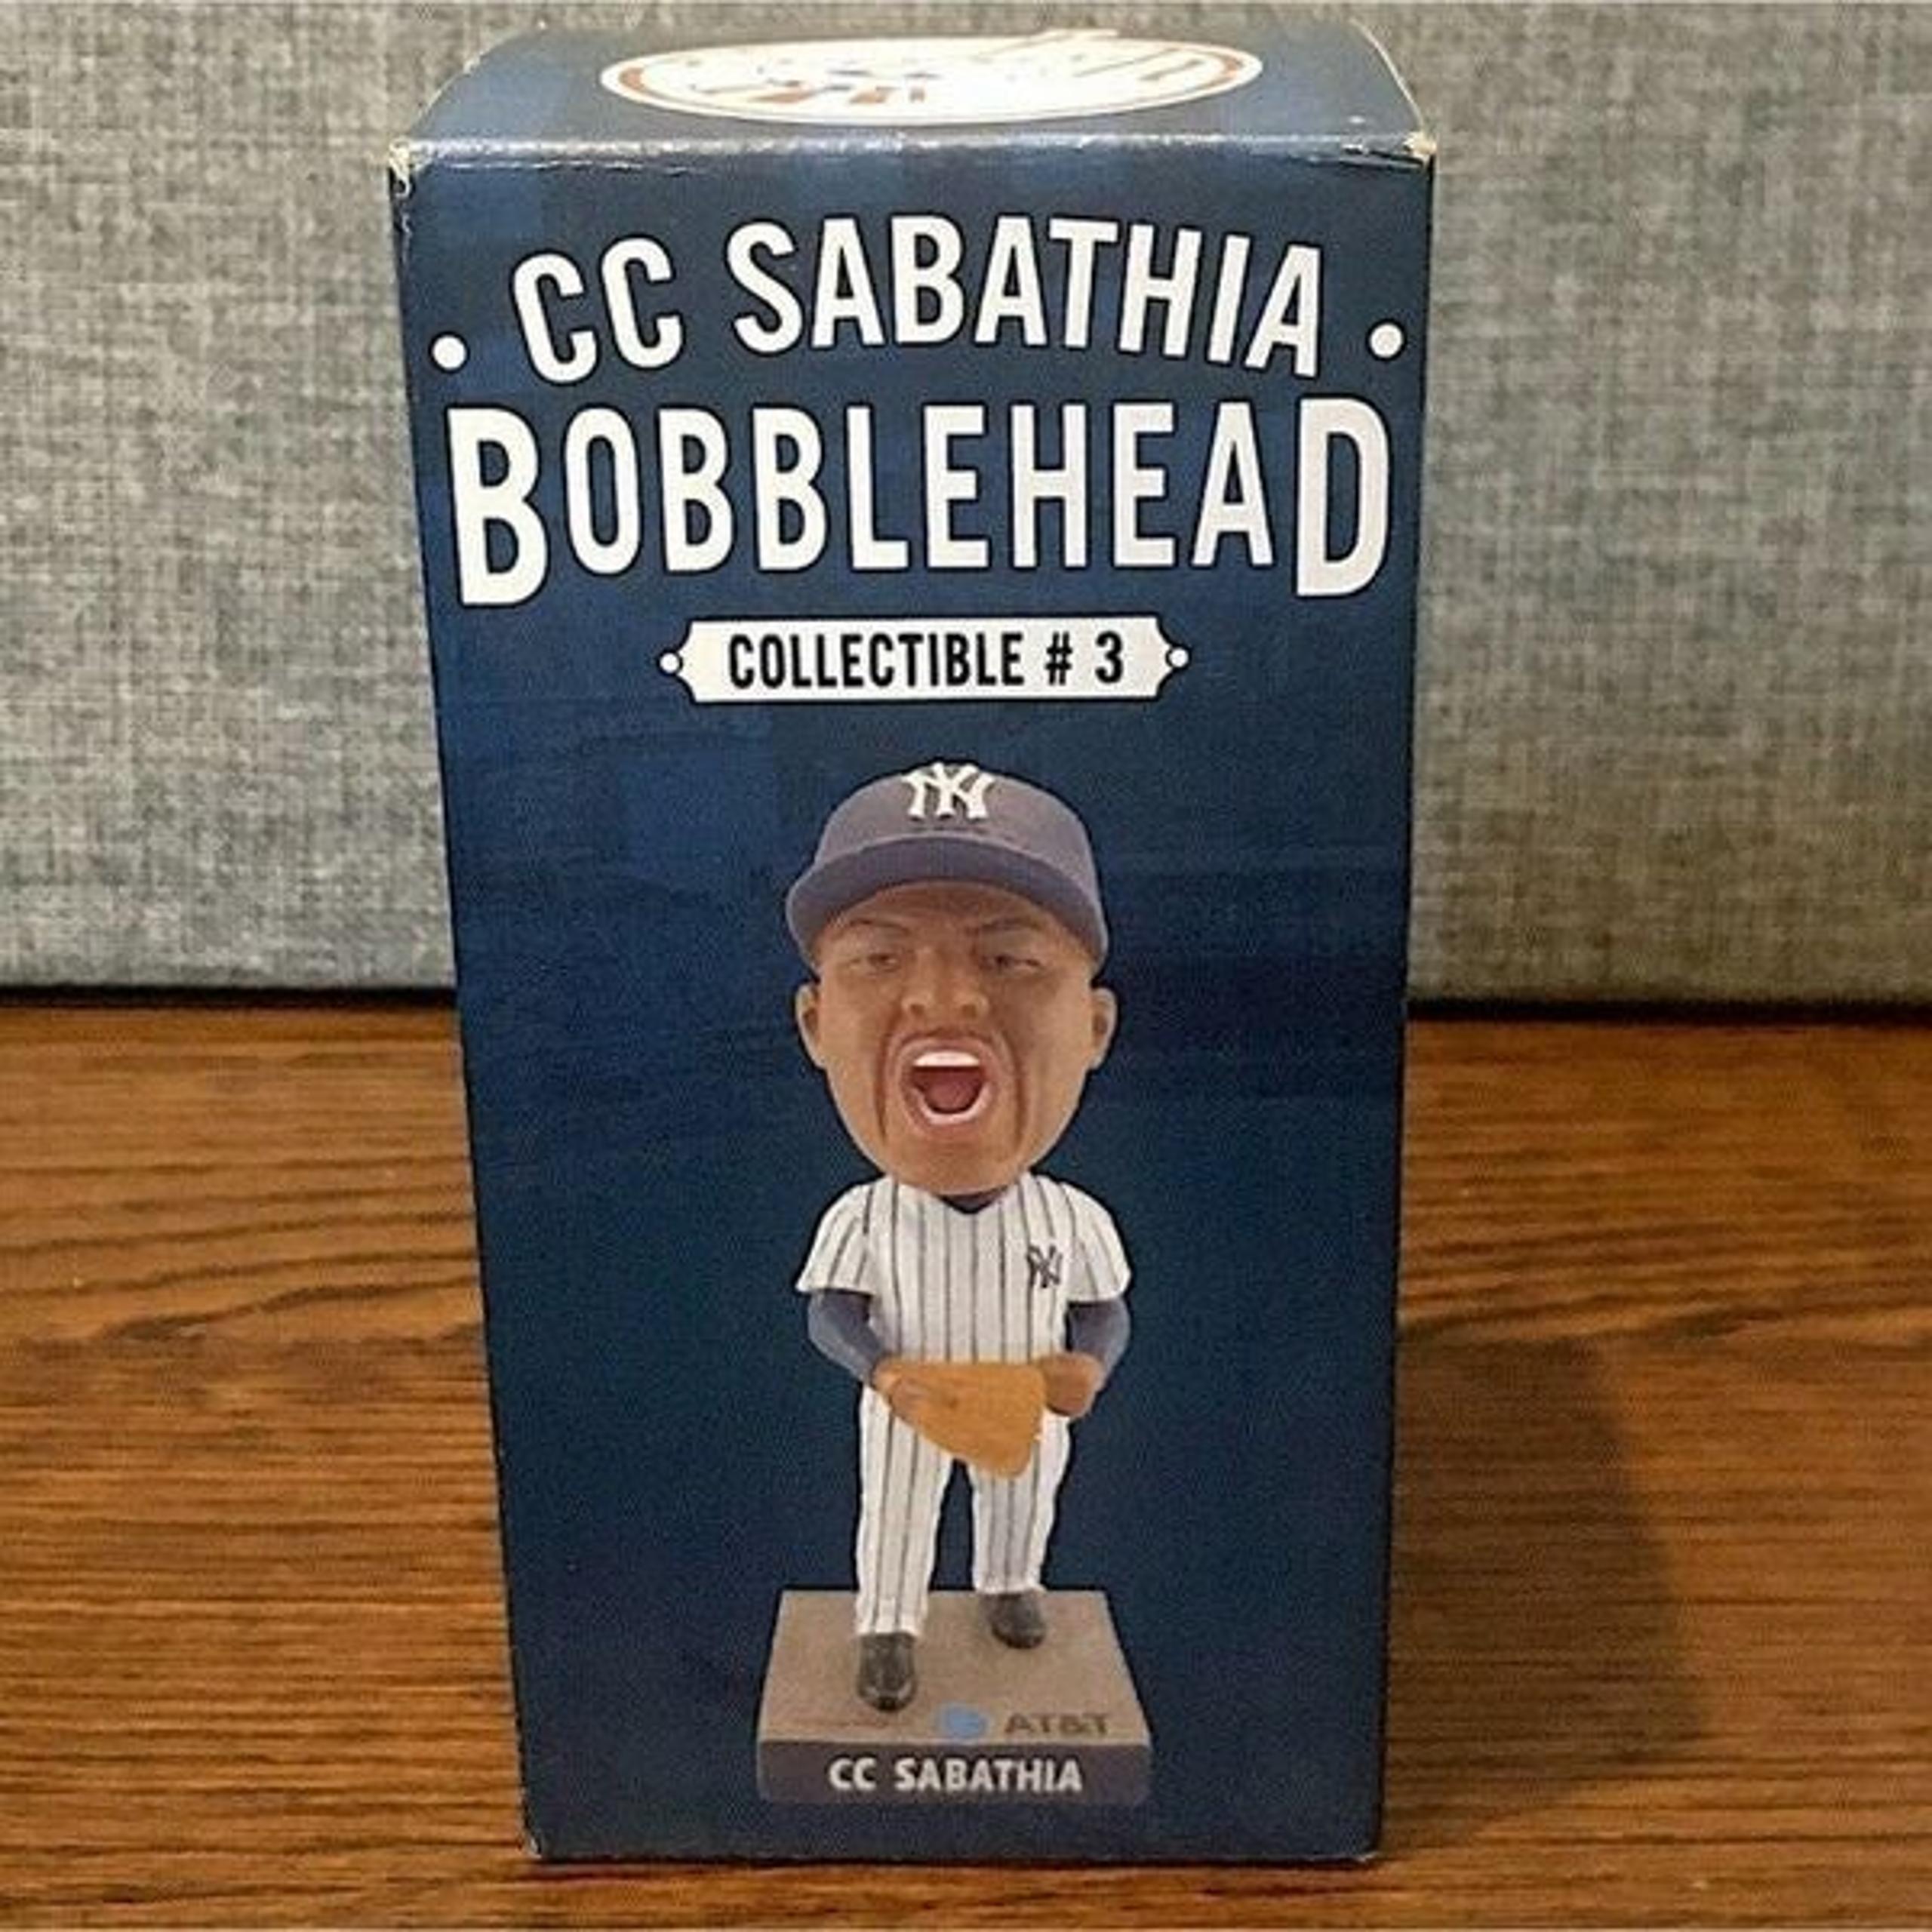 • CC SABATHIA •
BOBBLEHEAD
COLLECTIBLE # 3
NY
NY
AT&T
CC SABATHIA